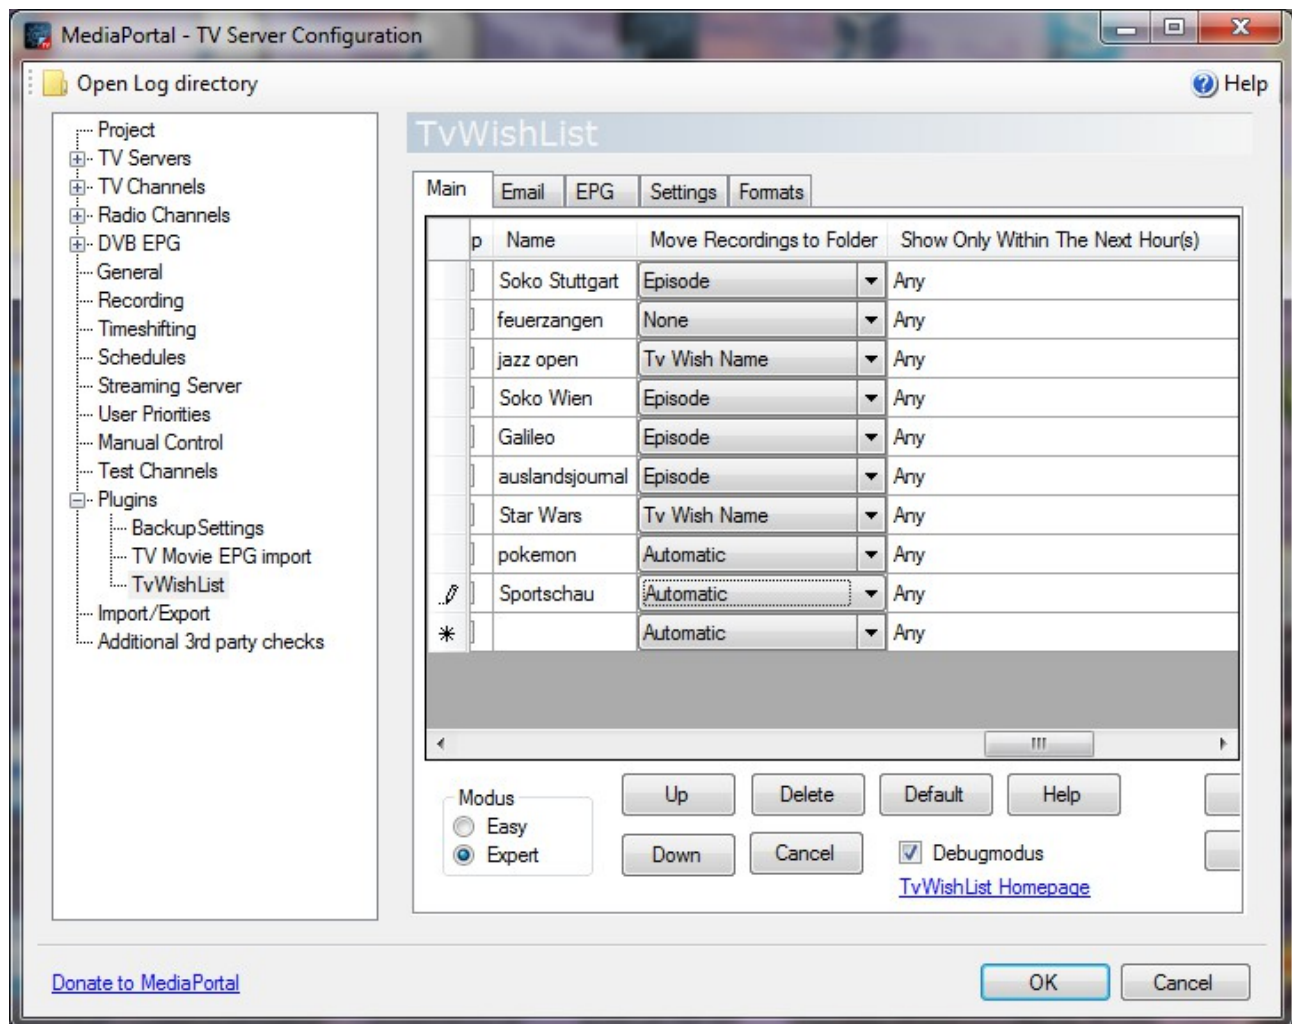 MediaPortal - TV Server Configuration
Open Log directory
Help
Project
TV Servers
TV Channels
Radio Channels
DVB EPG
General
Recording
Timeshifting
Schedules
Streaming Server
User Priorities
Manual Control
Test Channels
Plugins
BackupSettings
TV Movie EPG import
TvWishList
Import/Export
Additional 3rd party checks
TvWishList
Main Email EPG Settings Formats
p Name Move Recordings to Folder Show Only Within The Next Hour(s)
Soko Stuttgart Episode Any
feuerzangen None Any
jazz open Tv Wish Name Any
Soko Wien Episode Any
Galileo Episode Any
auslandsjournal Episode Any
Star Wars Tv Wish Name Any
pokemon Automatic Any
Sportschau Automatic Any
Automatic Any
Modus
Easy
Expert
Up Delete Default Help
Down Cancel Debugmodus
TvWishList Homepage
Donate to MediaPortal
OK Cancel